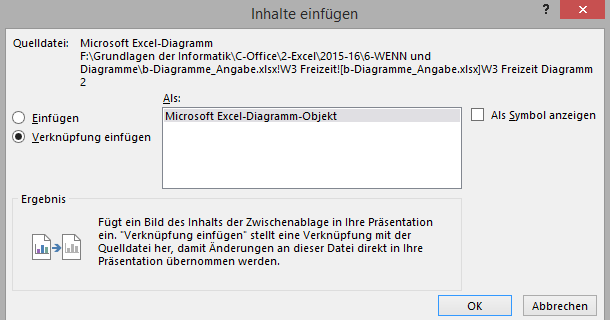 Inhalte einfügen
? ×
Quelldatei: Microsoft Excel-Diagramm
F:\Grundlagen der Informatik\C-Office\2-Excel\2015-16\6-WENN und
Diagramme\b-Diagramme_Angabe.xlsx!W3 Freizeit![b-Diagramme_Angabe.xlsx]W3 Freizeit Diagramm
2
Als:
Einfügen
Verknüpfung einfügen
Microsoft Excel-Diagramm-Objekt
Als Symbol anzeigen
Ergebnis
Fügt ein Bild des Inhalts der Zwischenablage in Ihre Präsentation
ein. "Verknüpfung einfügen" stellt eine Verknüpfung mit der
Quelldatei her, damit Änderungen an dieser Datei direkt in Ihre
Präsentation übernommen werden.
OK
Abbrechen